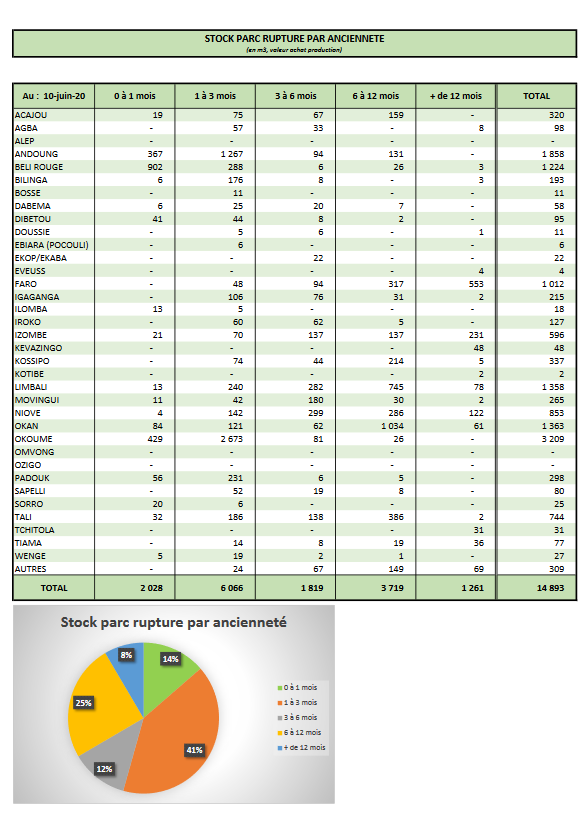 STOCK PARC RUPTURE PAR ANCIENNETE
(en m3, valeur achat production)
Au : 10-juin-20 0 à 1 mois 1 à 3 mois 3 à 6 mois 6 à 12 mois + de 12 mois TOTAL
ACAJOU 19 75 67 159 - 320
AGBA - 57 33 - 8 98
ALEP - - - - - -
ANDOUNG 367 1 267 94 131 - 1 858
BELI ROUGE 902 288 6 26 3 1 224
BILINGA 6 176 8 - 3 193
BOSSE - 11 - - - 11
DABEMA 6 25 20 7 - 58
DIBETOU 41 44 8 2 - 95
DOUSSIE - 5 6 - 1 11
EBIARA (POCOULI) - 6 - - - 6
EKOP/EKABA - - 22 - - 22
EVEUSS - - - - 4 4
FARO - 48 94 317 553 1 012
IGAGANGA - 106 76 31 2 215
ILOMBA 13 5 - - - 18
IROKO - 60 62 5 - 127
IZOMBE 21 70 137 137 231 596
KEVAZINGO - - - - 48 48
KOSSIPO - 74 44 214 5 337
KOTIBE - - - - 2 2
LIMBALI 13 240 282 745 78 1 358
MOVINGUI 11 42 180 30 2 265
NIOVE 4 142 299 286 122 853
OKAN 84 121 62 1 034 61 1 363
OKOUME 429 2 673 81 26 - 3 209
OMVONG - - - - - -
OZIGO - - - - - -
PADOUK 56 231 6 5 - 298
SAPELLI - 52 19 8 - 80
SORRO 20 6 - - - 25
TALI 32 186 138 386 2 744
TCHITOLA - - - - 31 31
TIAMA - 14 8 19 36 77
WENGE 5 19 2 1 - 27
AUTRES - 24 67 149 69 309
TOTAL 2 028 6 066 1 819 3 719 1 261 14 893
Stock parc rupture par ancienneté
8%
14%
25%
41%
12%
0 à 1 mois
1 à 3 mois
3 à 6 mois
6 à 12 mois
+ de 12 mois